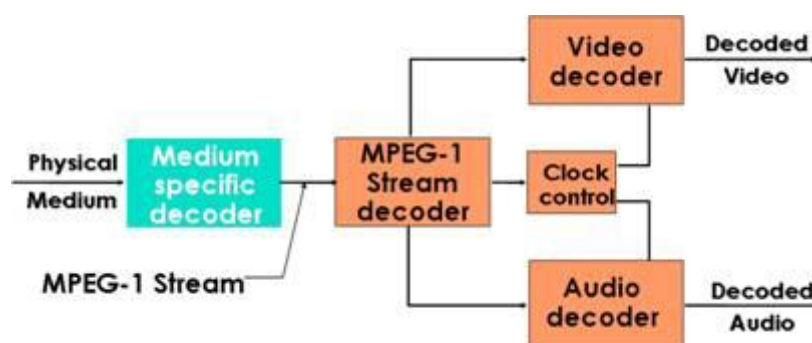 Physical
Medium
Medium
specific
decoder
MPEG-1 Stream
MPEG-1
Stream
decoder
Video
decoder
Decoded
Video
Clock
control
Audio
decoder
Decoded
Audio